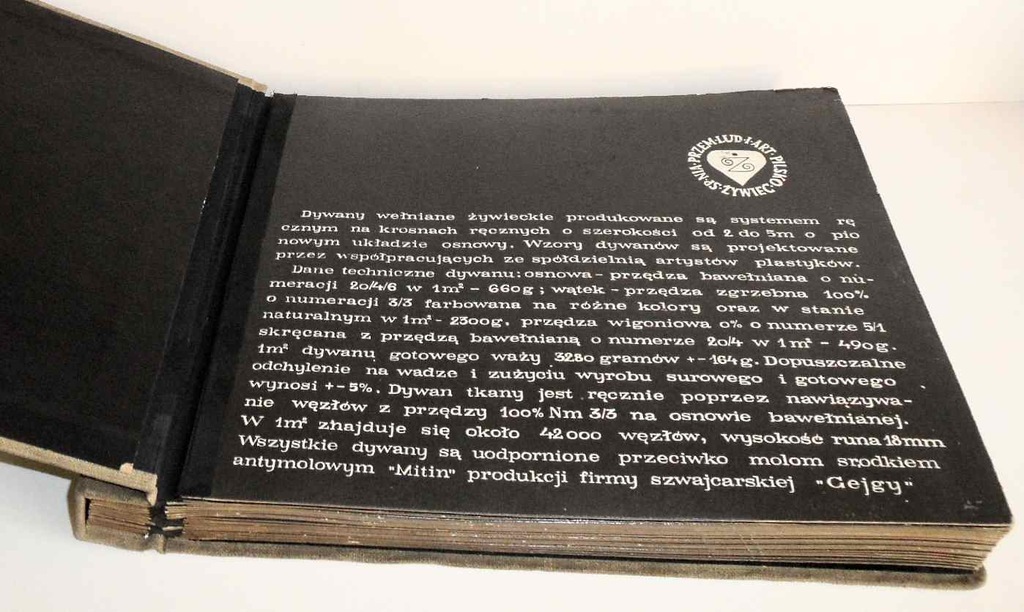 SP-NIA·PRZEM·LUD·I·ART·PILSKO·ŻYWIEC·
Dywany wełniane żywieckie produkowane są systemem rę
cznym na krosnach ręcznych o szerokości od 2 do 5m o pio
nowym układzie osnowy. Wzory dywanów są projektowane
przez współpracujących ze spółdzielnią artystów plastyków.
Dane techniczne dywanu: osnowa - przędza bawełniana o nu-
meracji 20/4/6 w 1m² - 660g; wątek - przędza zgrzebna 100%
o numeracji 3/3 farbowana na różne kolory oraz w stanie
naturalnym w 1m² - 2300g, przędza wigoniowa 0% o numerze 5/1
skręcana z przędzą bawełnianą o numerze 20/4 w 1m² - 490g.
1m² dywanu gotowego waży 3280 gramów +-164g. Dopuszczalne
odchylenie na wadze i zużyciu wyrobu surowego i gotowego
wynosi +-5%. Dywan tkany jest ręcznie poprzez nawiązywa-
nie węzłów z przędzy 100% Nm 3/3 na osnowie bawełnianej.
W 1m² znajduje się około 42000 węzłów, wysokość runa 18mm
Wszystkie dywany są uodpornione przeciwko molom srodkiem
antymolowym "Mitin" produkcji firmy szwajcarskiej "Gejgy"